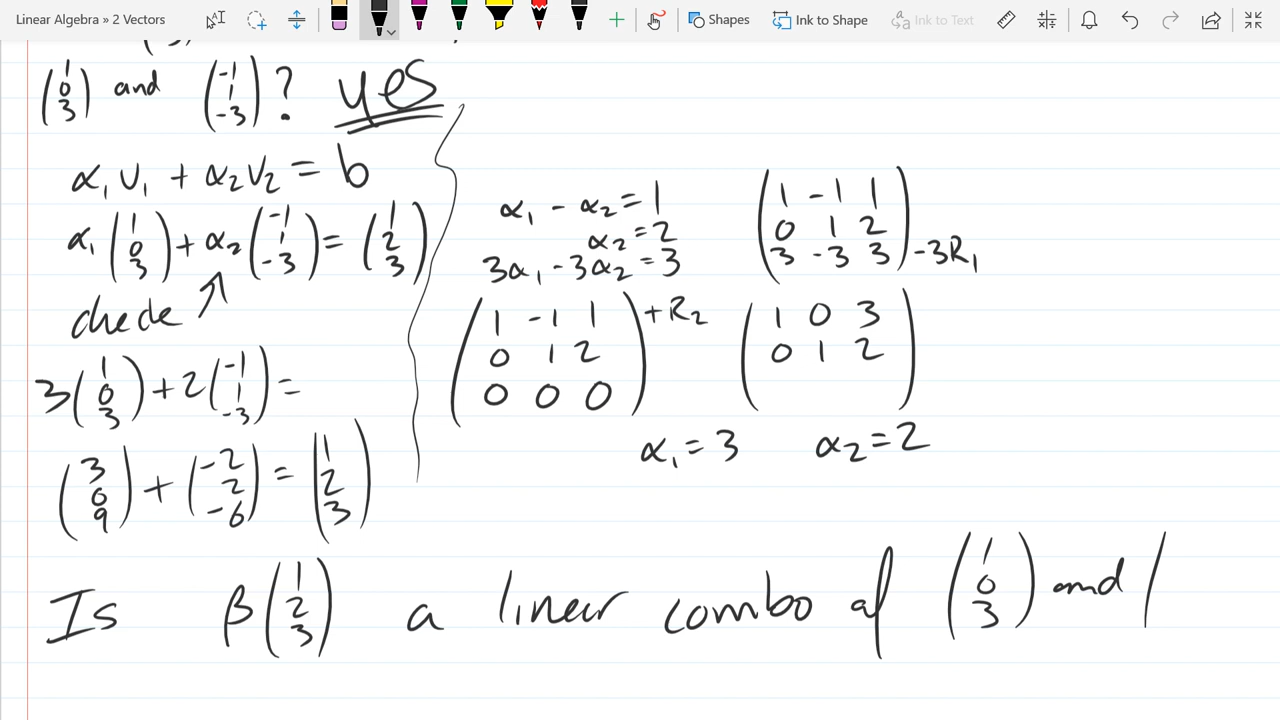 Linear Algebra » 2 Vectors
Shapes
Ink to Shape
Ink to Text
(1 0 3) and (-1 1 -3)? yes
α₁v₁ + α₂v₂ = b
α₁(1 0 3) + α₂(-1 1 -3) = (1 2 3)
check ↗
3(1 0 3) + 2(-1 1 -3) =
(3 0 9) + (-2 2 -6) = (1 2 3)
α₁ - α₂ = 1
α₂ = 2
3α₁ - 3α₂ = 3
1 -1 1
0 1 2
3 -3 3 -3R₁
1 -1 1 +R₂
0 1 2
0 0 0
1 0 3
0 1 2
α₁ = 3 α₂ = 2
Is β(1 2 3) a linear combo of (1 0 3) and (